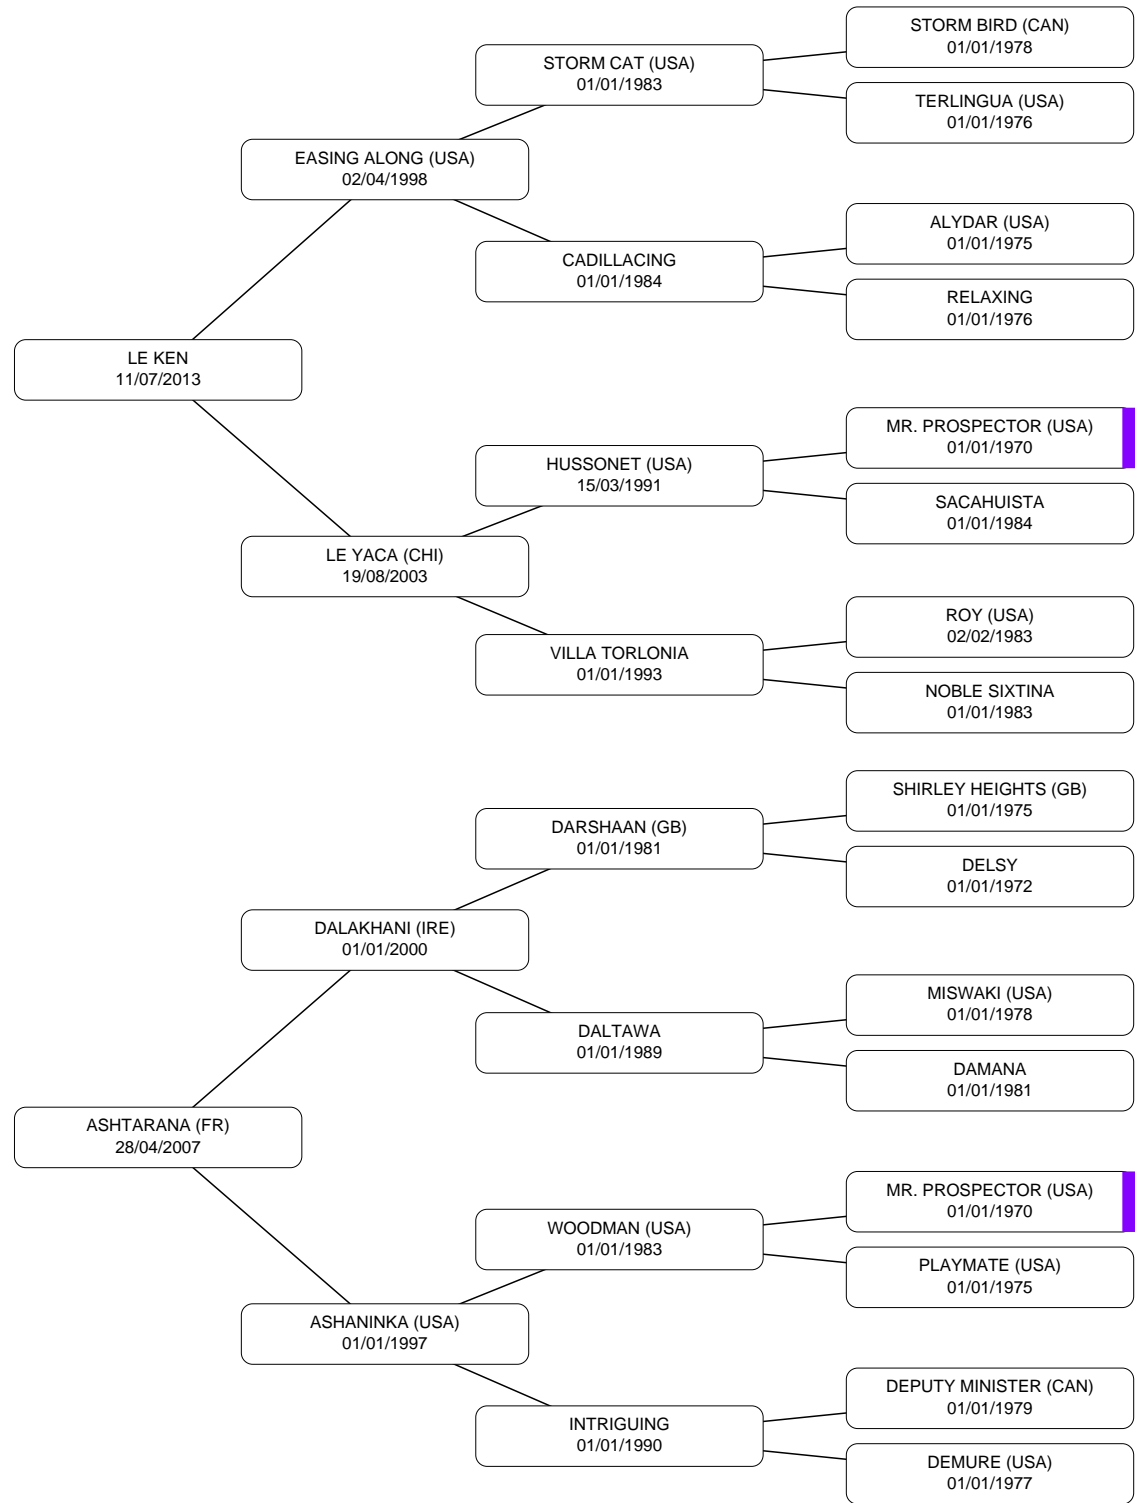 STORM BIRD (CAN)
01/01/1978
STORM CAT (USA)
01/01/1983
TERLINGUA (USA)
01/01/1976
EASING ALONG (USA)
02/04/1998
ALYDAR (USA)
01/01/1975
CADILLACING
01/01/1984
RELAXING
01/01/1976
LE KEN
11/07/2013
MR. PROSPECTOR (USA)
01/01/1970
HUSSONET (USA)
15/03/1991
SACAHUISTA
01/01/1984
LE YACA (CHI)
19/08/2003
ROY (USA)
02/02/1983
VILLA TORLONIA
01/01/1993
NOBLE SIXTINA
01/01/1983
SHIRLEY HEIGHTS (GB)
01/01/1975
DARSHAAN (GB)
01/01/1981
DELSY
01/01/1972
DALAKHANI (IRE)
01/01/2000
MISWAKI (USA)
01/01/1978
DALTAWA
01/01/1989
DAMANA
01/01/1981
ASHTARANA (FR)
28/04/2007
MR. PROSPECTOR (USA)
01/01/1970
WOODMAN (USA)
01/01/1983
PLAYMATE (USA)
01/01/1975
ASHANINKA (USA)
01/01/1997
DEPUTY MINISTER (CAN)
01/01/1979
INTRIGUING
01/01/1990
DEMURE (USA)
01/01/1977